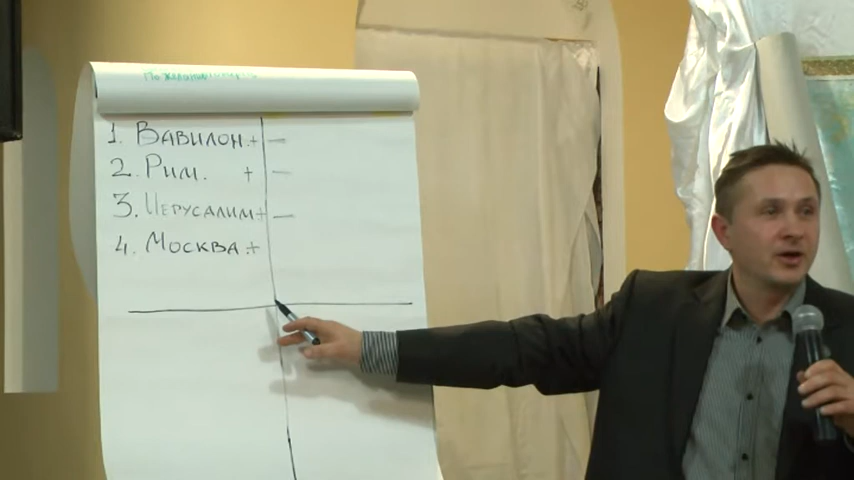 1. Вавилон. + –
2. Рим. + –
3. Иерусалим + –
4. Москва. +